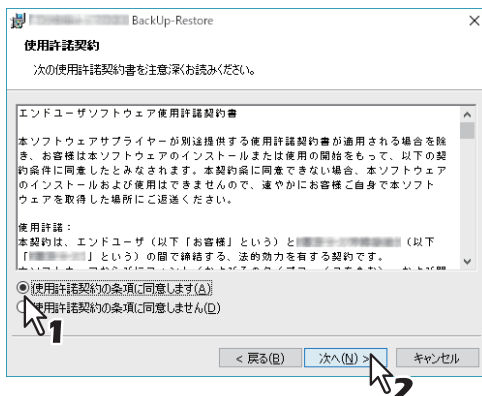 BackUp-Restore
使用許諾契約
次の使用許諾契約書を注意深くお読みください。
エンドユーザソフトウェア使用許諾契約書
本ソフトウェアサプライヤーが別途提供する使用許諾契約書が適用される場合を除
き、お客様は本ソフトウェアのインストールまたは使用の開始をもって、以下の契
約条件に同意したとみなされます。本契約条に同意できない場合、本ソフトウェア
のインストールおよび使用はできませんので、速やかにお客様ご自身で本ソフト
ウェアを取得した場所にご返送ください。
使用許諾：
本契約は、エンドユーザ（以下「お客様」という）と （以下
「 」という）の間で締結する、法的効力を有する契約です。
使用許諾契約の条項に同意します(A)
使用許諾契約の条項に同意しません(D)
1
< 戻る(B) 次へ(N) > キャンセル
2